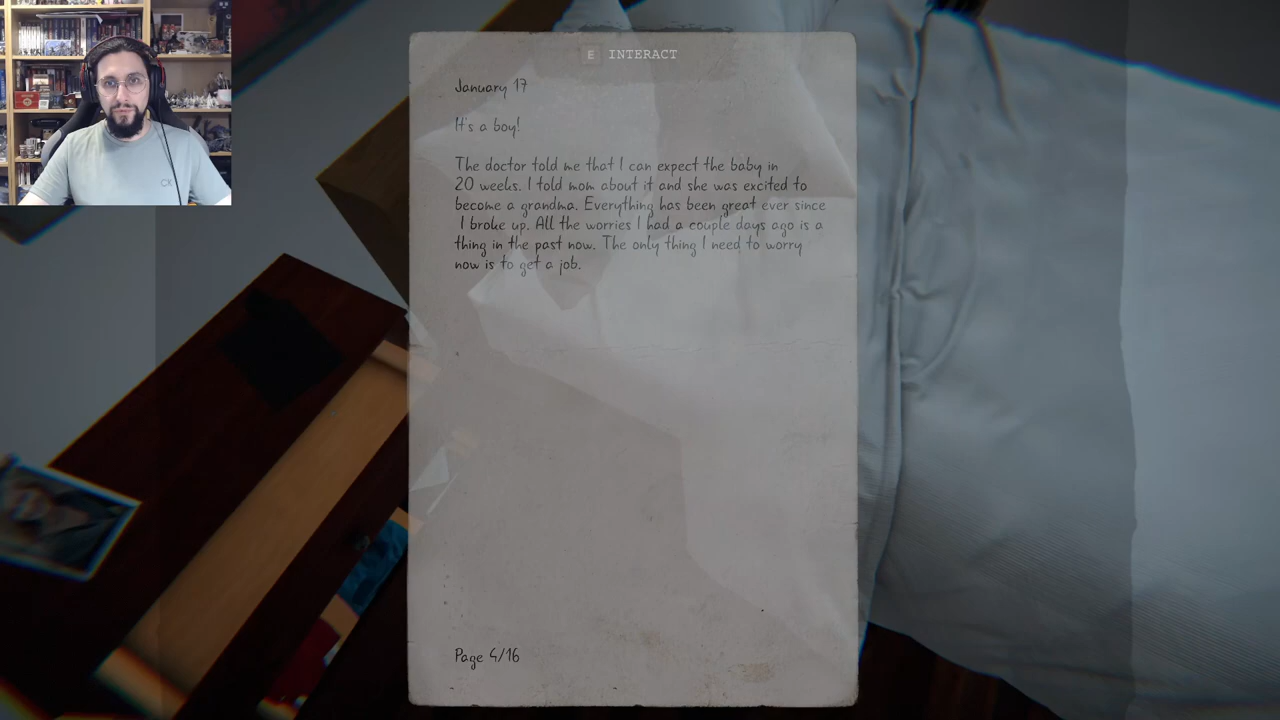 E INTERACT
January 17
It's a boy!
The doctor told me that I can expect the baby in
20 weeks. I told mom about it and she was excited to
become a grandma. Everything has been great ever since
I broke up. All the worries I had a couple days ago is a
thing in the past now. The only thing I need to worry
now is to get a job.
Page 4/16
CK